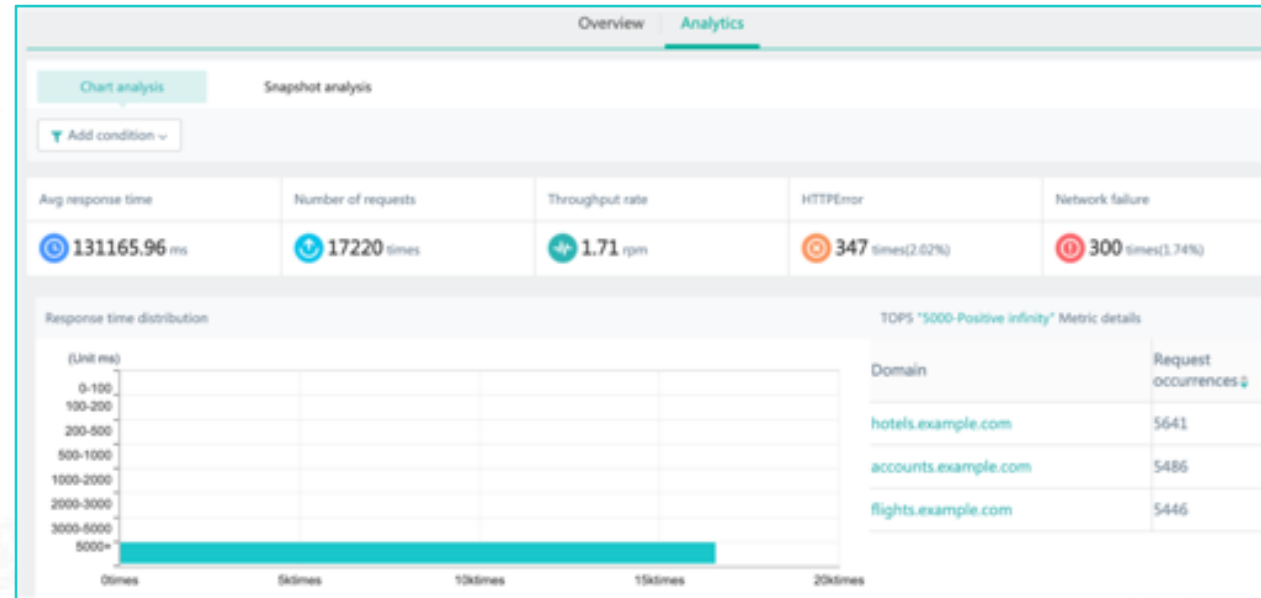 Overview Analytics
Chart analysis Snapshot analysis
Add condition
Avg response time Number of requests Throughput rate HTTPError Network failure
131165.96 ms 17220 times 1.71 rpm 347 times(2.02%) 300 times(1.74%)
Response time distribution TOP5 "5000-Positive infinity" Metric details
(Unit ms)
Domain Request occurrences
0-100
100-200
200-500
hotels.example.com 5641
500-1000
accounts.example.com 5486
1000-2000
2000-3000
flights.example.com 5446
3000-5000
5000+
0times 5ktimes 10ktimes 15ktimes 20ktimes